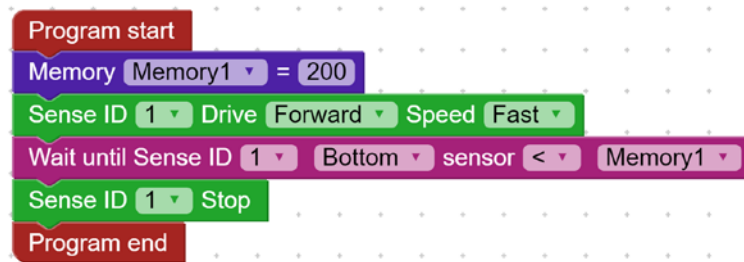 Program start
Memory Memory1 = 200
Sense ID 1 Drive Forward Speed Fast
Wait until Sense ID 1 Bottom sensor < Memory1
Sense ID 1 Stop
Program end